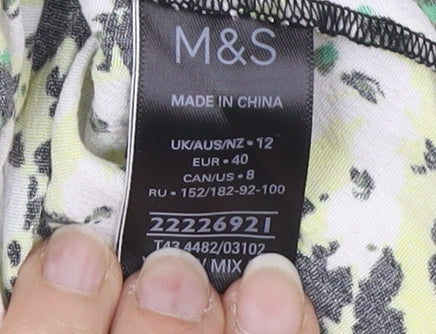 M&S
MADE IN CHINA
UK/AUS/NZ • 12
EUR • 40
CAN/US • 8
RU • 152/182-92-100
22226921
T43 4482/03102
MIX